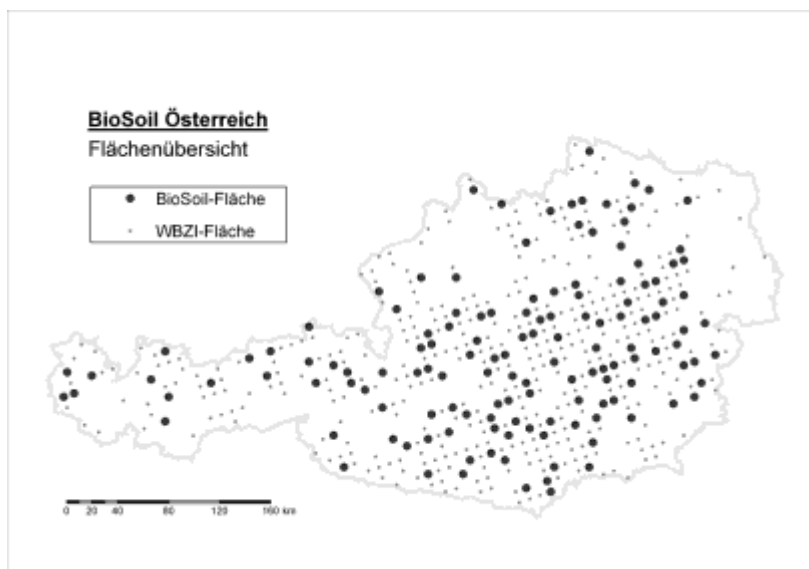 BioSoil Österreich
Flächenübersicht
BioSoil-Fläche
WBZI-Fläche
0 20 40 80 120 160 km